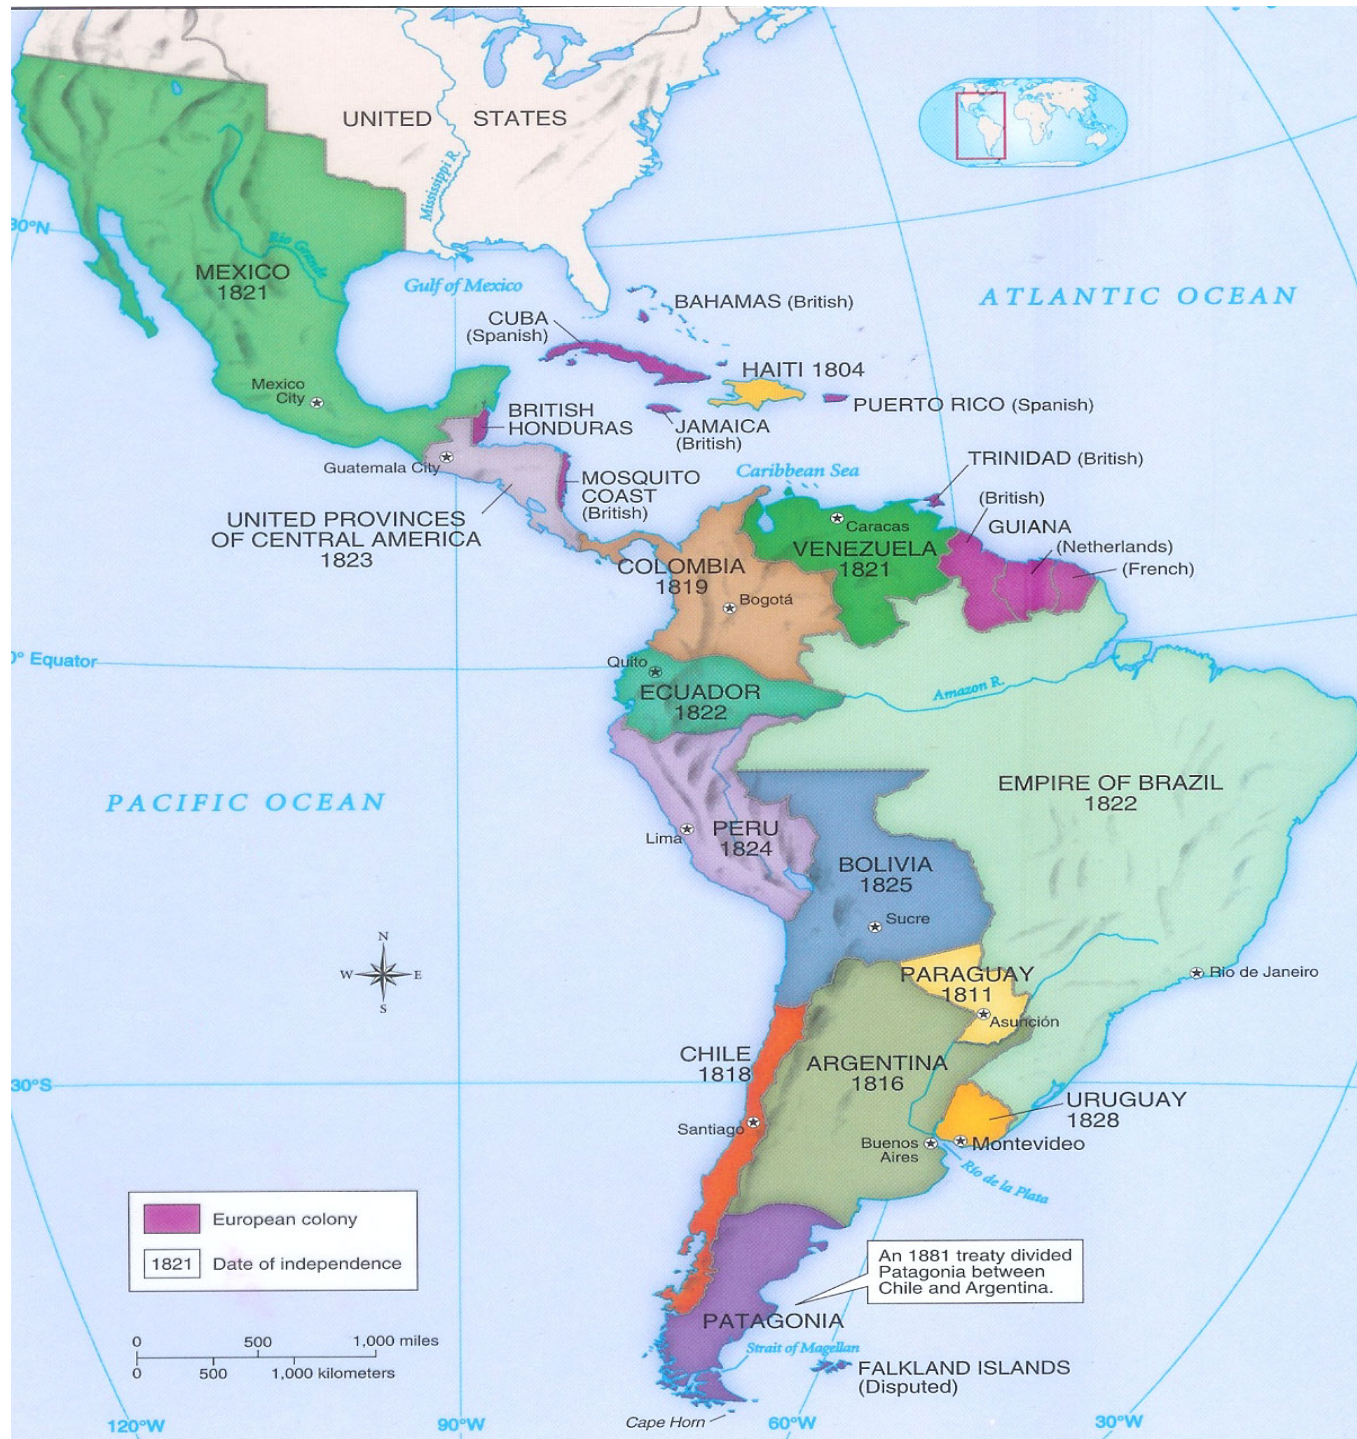 UNITED STATES
Mississippi R.
30°N
Rio Grande
MEXICO
1821
Gulf of Mexico
ATLANTIC OCEAN
BAHAMAS (British)
CUBA
(Spanish)
HAITI 1804
Mexico
City
PUERTO RICO (Spanish)
BRITISH
HONDURAS
JAMAICA
(British)
Guatemala City
Caribbean Sea
TRINIDAD (British)
MOSQUITO
COAST
(British)
(British)
GUIANA
(Netherlands)
(French)
UNITED PROVINCES
OF CENTRAL AMERICA
1823
Caracas
VENEZUELA
1821
COLOMBIA
1819
Bogotá
0° Equator
Quito
ECUADOR
1822
Amazon R.
EMPIRE OF BRAZIL
1822
PACIFIC OCEAN
Lima
PERU
1824
BOLIVIA
1825
Sucre
N
W
E
S
PARAGUAY
1811
Asunción
Rio de Janeiro
CHILE
1818
ARGENTINA
1816
30°S
URUGUAY
1828
Santiago
Buenos
Aires
Montevideo
Río de la Plata
European colony
1821 Date of independence
An 1881 treaty divided
Patagonia between
Chile and Argentina.
PATAGONIA
0 500 1,000 miles
0 500 1,000 kilometers
Strait of Magellan
FALKLAND ISLANDS
(Disputed)
Cape Horn
120°W
90°W
60°W
30°W